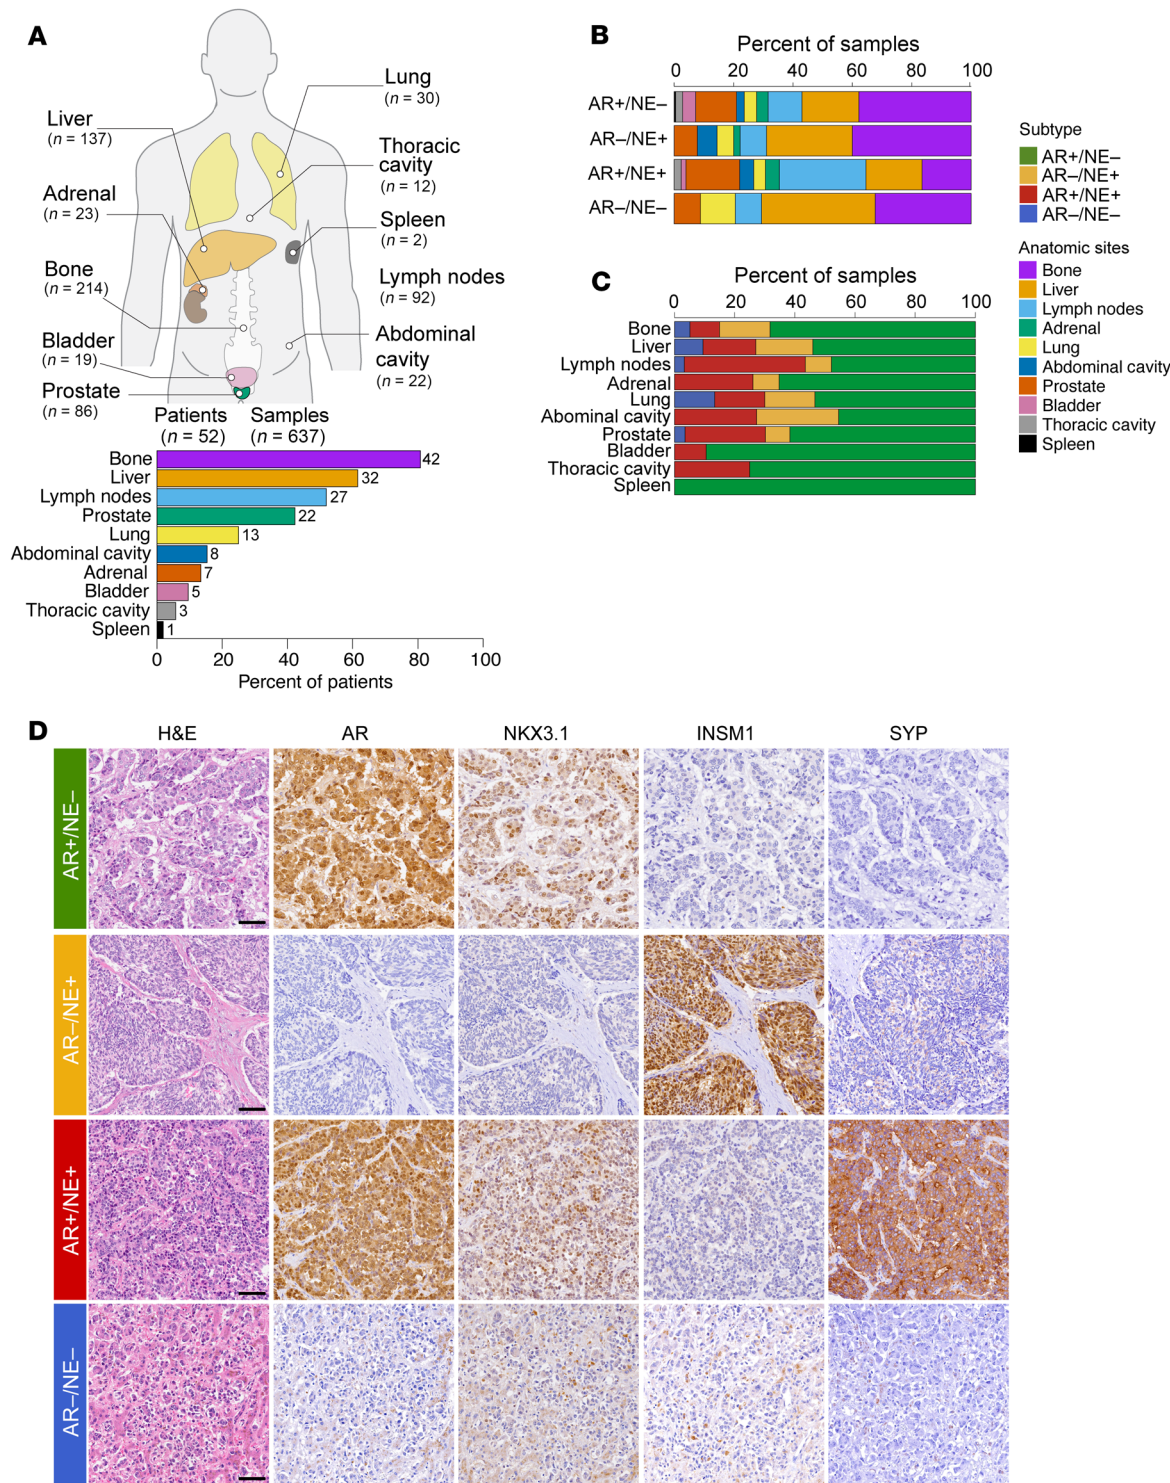 A
Lung
(n = 30)
Liver
(n = 137)
Thoracic
cavity
(n = 12)
Adrenal
(n = 23)
Spleen
(n = 2)
Bone
(n = 214)
Lymph nodes
(n = 92)
Bladder
(n = 19)
Abdominal
cavity
(n = 22)
Prostate
(n = 86)
Patients
(n = 52)
Samples
(n = 637)
Bone 42
Liver 32
Lymph nodes 27
Prostate 22
Lung 13
Abdominal cavity 8
Adrenal 7
Bladder 5
Thoracic cavity 3
Spleen 1
0 20 40 60 80 100
Percent of patients
B
Percent of samples
0 20 40 60 80 100
AR+/NE–
AR–/NE+
AR+/NE+
AR–/NE–
C
Percent of samples
0 20 40 60 80 100
Bone
Liver
Lymph nodes
Adrenal
Lung
Abominal cavity
Prostate
Bladder
Thoracic cavity
Spleen
Subtype
AR+/NE–
AR–/NE+
AR+/NE+
AR–/NE–
Anatomic sites
Bone
Liver
Lymph nodes
Adrenal
Lung
Abdominal cavity
Prostate
Bladder
Thoracic cavity
Spleen
D
H&E AR NKX3.1 INSM1 SYP
AR+/NE–
AR–/NE+
AR+/NE+
AR–/NE–